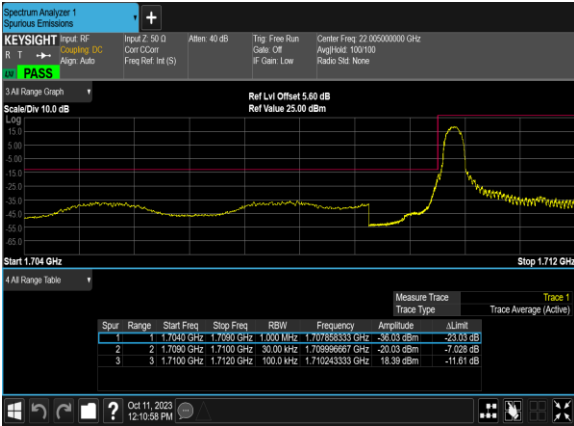 Spectrum Analyzer 1
Spurious Emissions
+
KEYSIGHT Input: RF Input Z: 50 Ω Atten: 40 dB Trig: Free Run Center Freq: 22.005000000 GHz
R T Coupling: DC Corr CCorr Gate: Off Avg|Hold: 100/100
Align: Auto Freq Ref: Int (S) IF Gain: Low Radio Std: None
LW PASS
3 All Range Graph
Ref Lvl Offset 5.60 dB
Scale/Div 10.0 dB Ref Value 25.00 dBm
Log
15.0
5.00
-5.00
-15.0
-25.0
-35.0
-45.0
-55.0
-65.0
Start 1.704 GHz Stop 1.712 GHz
4 All Range Table
Measure Trace Trace 1
Trace Type Trace Average (Active)
Spur Range Start Freq Stop Freq RBW Frequency Amplitude ΔLimit
1 1 1.7040 GHz 1.7090 GHz 1.000 MHz 1.707858333 GHz -36.03 dBm -23.03 dB
2 2 1.7090 GHz 1.7100 GHz 30.00 kHz 1.709996667 GHz -20.03 dBm -7.028 dB
3 3 1.7100 GHz 1.7120 GHz 100.0 kHz 1.710243333 GHz 18.39 dBm -11.61 dB
? Oct 11, 2023
12:10:58 PM